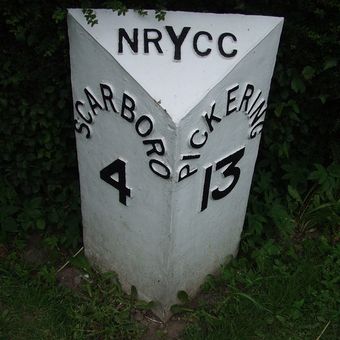 NRYCC
SCARBORO
4
PICKERING
13